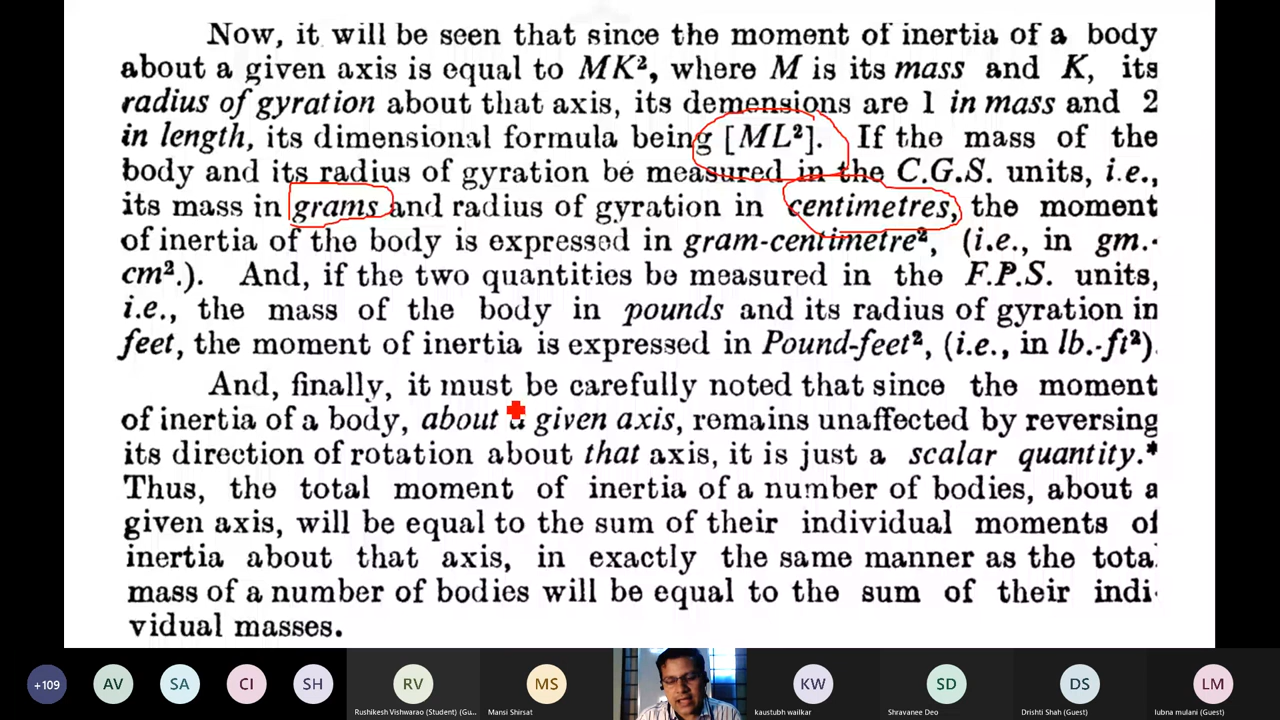 Now, it will be seen that since the moment of inertia of a body
about a given axis is equal to MK², where M is its mass and K, its
radius of gyration about that axis, its demensions are 1 in mass and 2
in length, its dimensional formula being [ML²]. If the mass of the
body and its radius of gyration be measured in the C.G.S. units, i.e.,
its mass in grams and radius of gyration in centimetres, the moment
of inertia of the body is expressed in gram-centimetre², (i.e., in gm.-
cm².). And, if the two quantities be measured in the F.P.S. units,
i.e., the mass of the body in pounds and its radius of gyration in
feet, the moment of inertia is expressed in Pound-feet², (i.e., in lb.-ft²)
And, finally, it must be carefully noted that since the moment
of inertia of a body, about a given axis, remains unaffected by reversing
its direction of rotation about that axis, it is just a scalar quantity.*
Thus, the total moment of inertia of a number of bodies, about a
given axis, will be equal to the sum of their individual moments of
inertia about that axis, in exactly the same manner as the total
mass of a number of bodies will be equal to the sum of their indi-
vidual masses.
+109 AV SA CI SH RV MS KW SD DS LM
Rushikesh Vishwarao (Student) (Gu... Mansi Shirsat kaustubh wailkar Shravanee Deo Drishti Shah (Guest) lubna mulani (Guest)